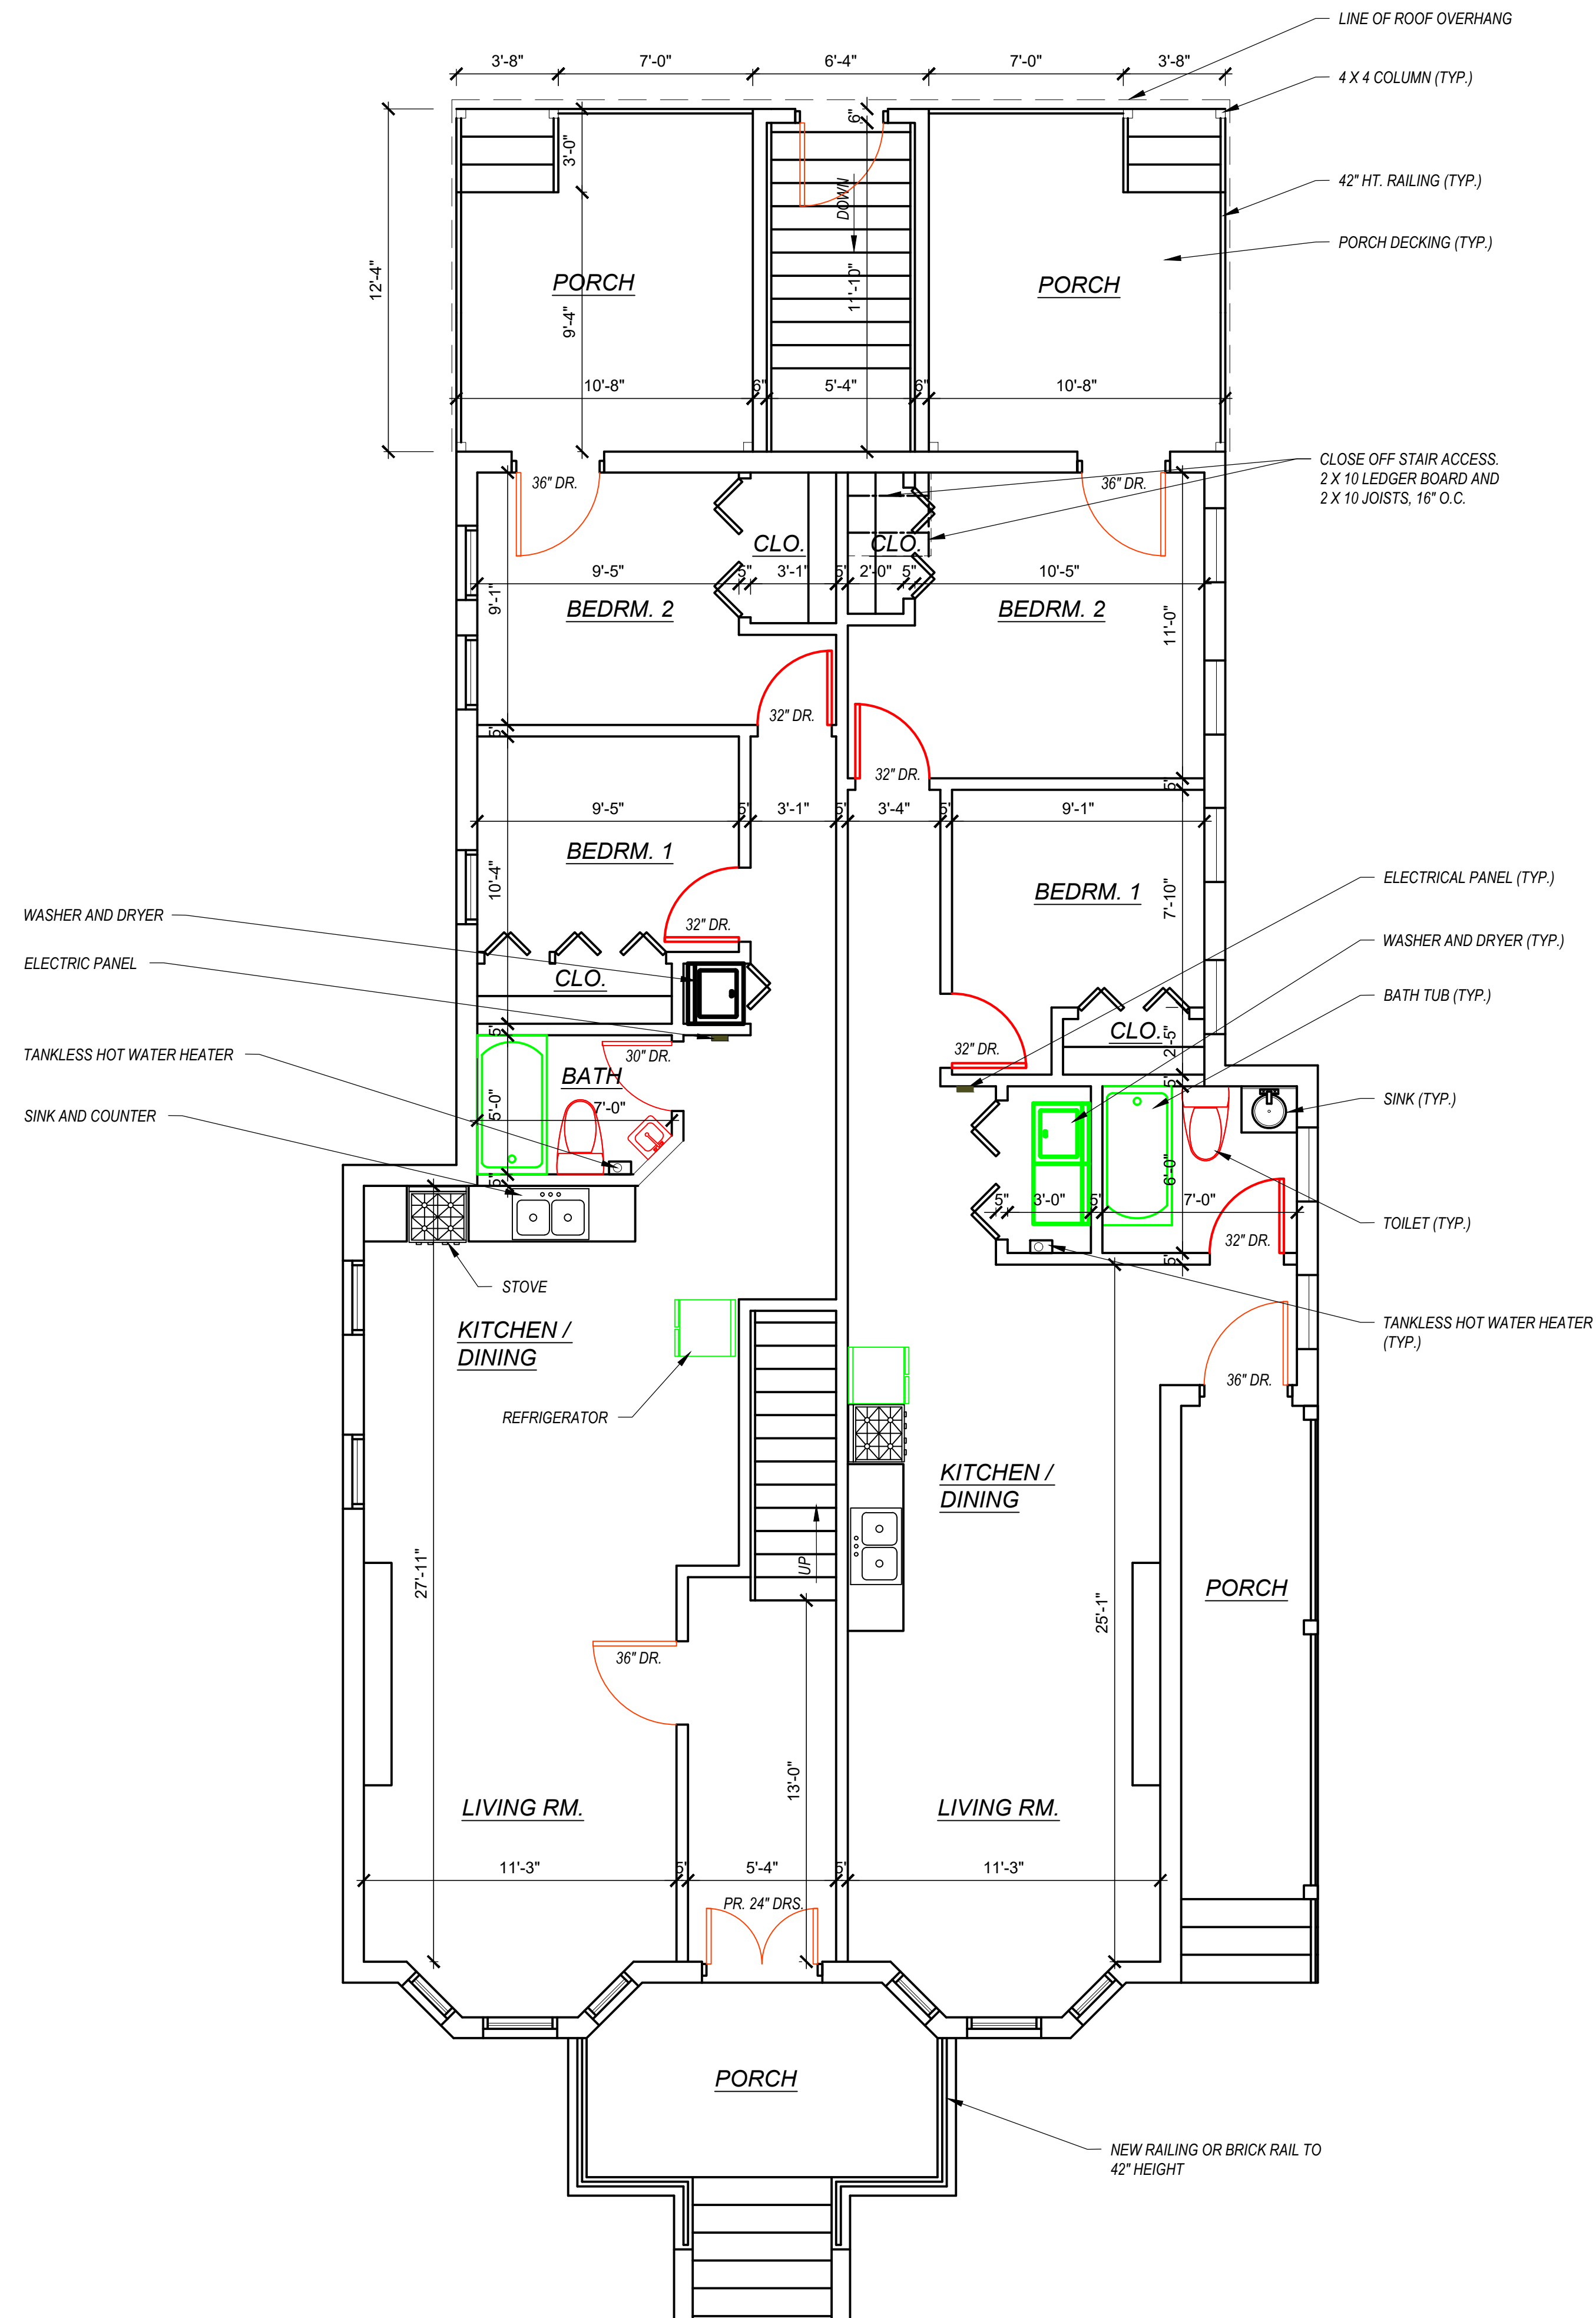 LINE OF ROOF OVERHANG
3'-8" 7'-0" 6'-4" 7'-0" 3'-8"
4 X 4 COLUMN (TYP.)
6"
3'-0"
42" HT. RAILING (TYP.)
DOWN
PORCH DECKING (TYP.)
12'-4"
PORCH
PORCH
9'-4"
11'-10"
10'-8" 6" 5'-4" 6" 10'-8"
CLOSE OFF STAIR ACCESS.
2 X 10 LEDGER BOARD AND
2 X 10 JOISTS, 16" O.C.
36" DR.
36" DR.
CLO.
CLO.
9'-5" 5" 3'-1" 5' 2'-0" 5" 10'-5"
9'-1"
BEDRM. 2
BEDRM. 2
11'-0"
32" DR.
5'
32" DR.
5'
9'-5" 5' 3'-1" 5' 3'-4" 5' 9'-1"
BEDRM. 1
10'-4"
BEDRM. 1
7'-10"
ELECTRICAL PANEL (TYP.)
WASHER AND DRYER
32" DR.
WASHER AND DRYER (TYP.)
ELECTRIC PANEL
CLO.
BATH TUB (TYP.)
5'
CLO.
2'-5"
TANKLESS HOT WATER HEATER
30" DR.
32" DR.
BATH
5'
SINK AND COUNTER
5'-0"
7'-0"
SINK (TYP.)
5"
6'-0"
5" 3'-0" 5' 7'-0"
TOILET (TYP.)
32" DR.
5'
STOVE
KITCHEN /
DINING
TANKLESS HOT WATER HEATER
(TYP.)
36" DR.
REFRIGERATOR
KITCHEN /
DINING
UP
27'-11"
25'-1"
PORCH
36" DR.
13'-0"
LIVING RM.
LIVING RM.
11'-3" 5' 5'-4" 5' 11'-3"
PR. 24" DRS.
PORCH
NEW RAILING OR BRICK RAIL TO
42" HEIGHT